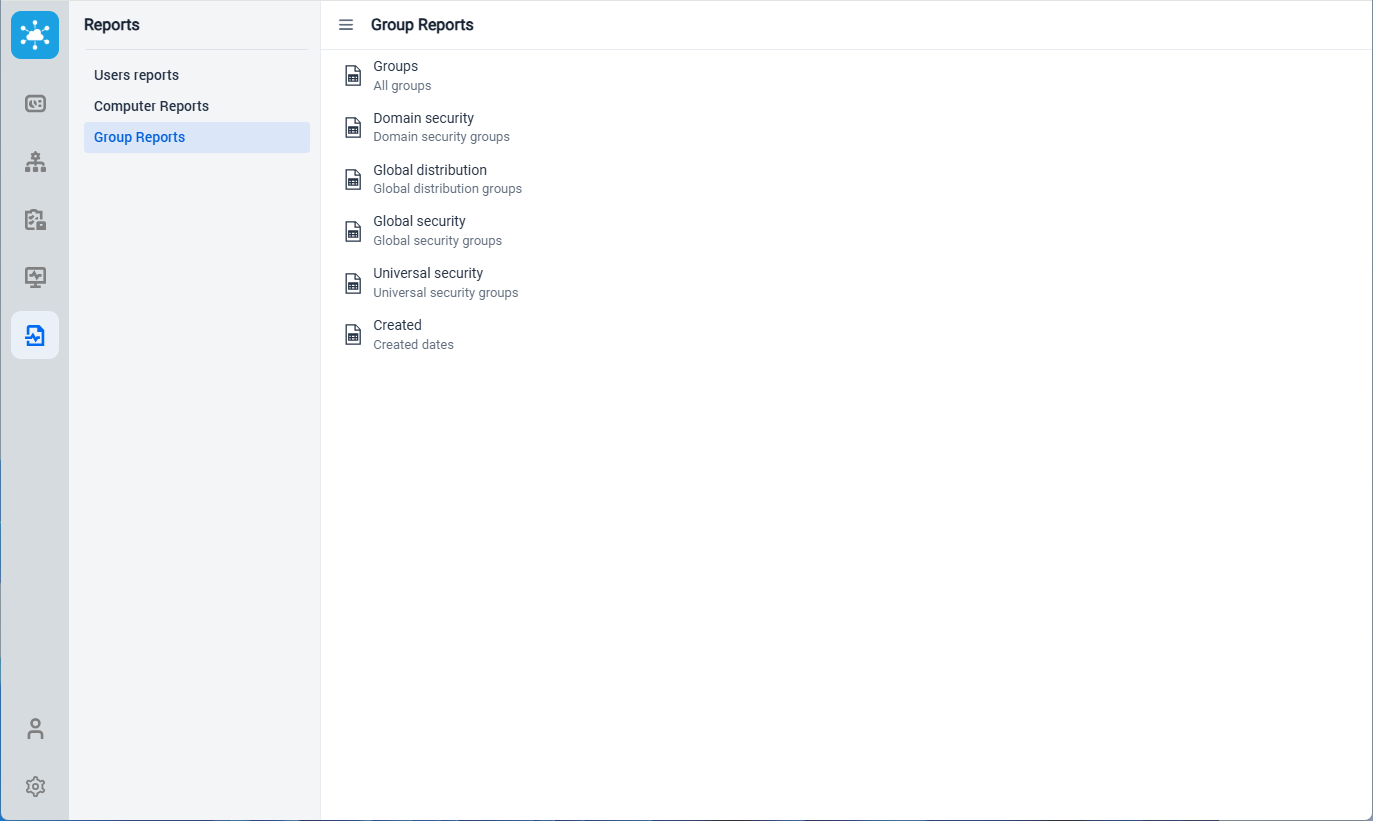 Reports
Users reports
Computer Reports
Group Reports
Group Reports
Groups
All groups
Domain security
Domain security groups
Global distribution
Global distribution groups
Global security
Global security groups
Universal security
Universal security groups
Created
Created dates